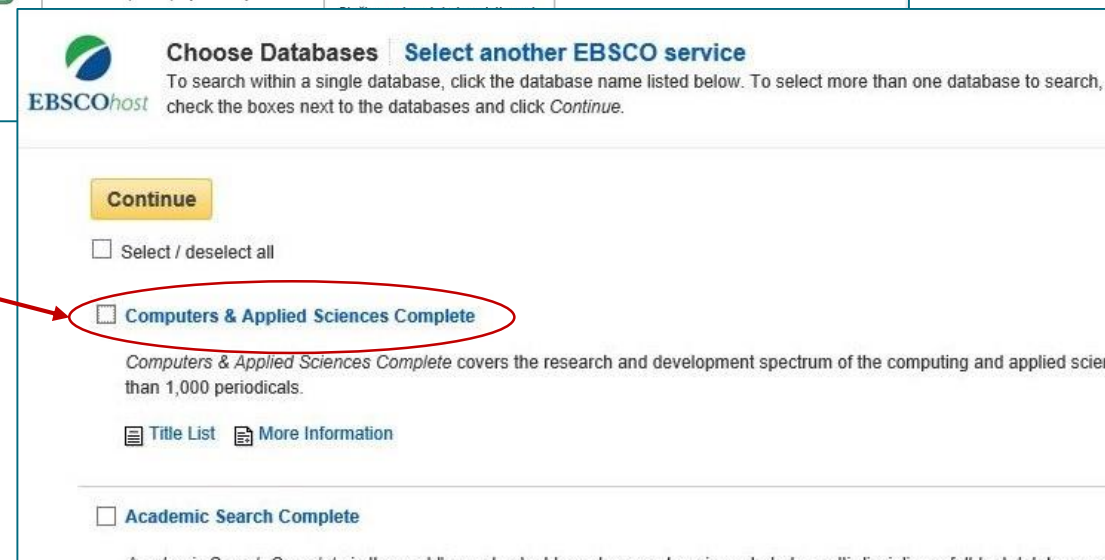 Choose Databases Select another EBSCO service
To search within a single database, click the database name listed below. To select more than one database to search,
EBSCOhost check the boxes next to the databases and click Continue.
Continue
Select / deselect all
Computers & Applied Sciences Complete
Computers & Applied Sciences Complete covers the research and development spectrum of the computing and applied scien
than 1,000 periodicals.
Title List More Information
Academic Search Complete